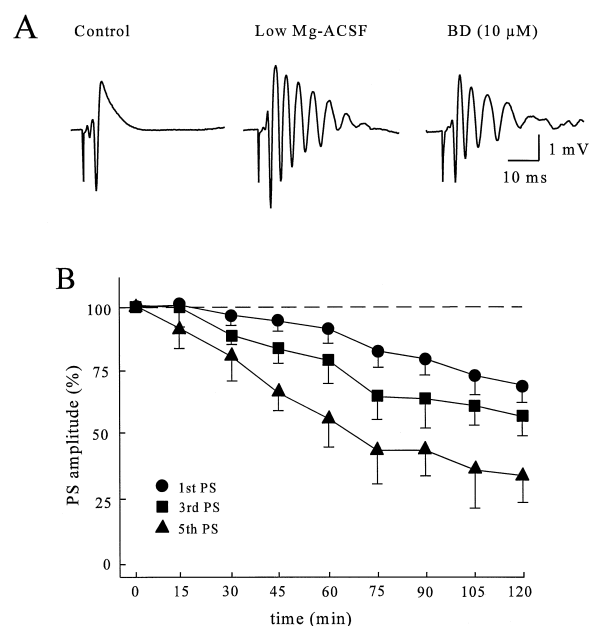 A
Control
Low Mg-ACSF
BD (10 µM)
1 mV
10 ms
B
PS amplitude (%)
100
75
50
25
0
1st PS
3rd PS
5th PS
0 15 30 45 60 75 90 105 120
time (min)